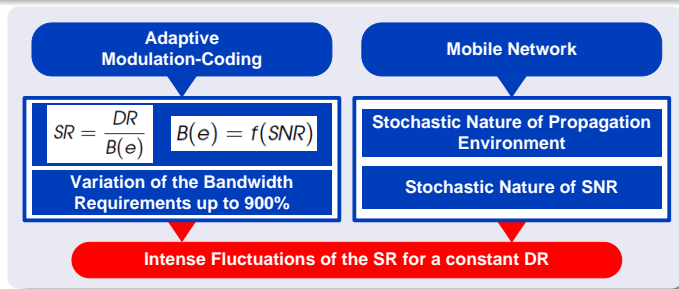 Adaptive
Modulation-Coding
SR = DR / B(e)
B(e) = f(SNR)
Variation of the Bandwidth
Requirements up to 900%
Mobile Network
Stochastic Nature of Propagation
Environment
Stochastic Nature of SNR
Intense Fluctuations of the SR for a constant DR